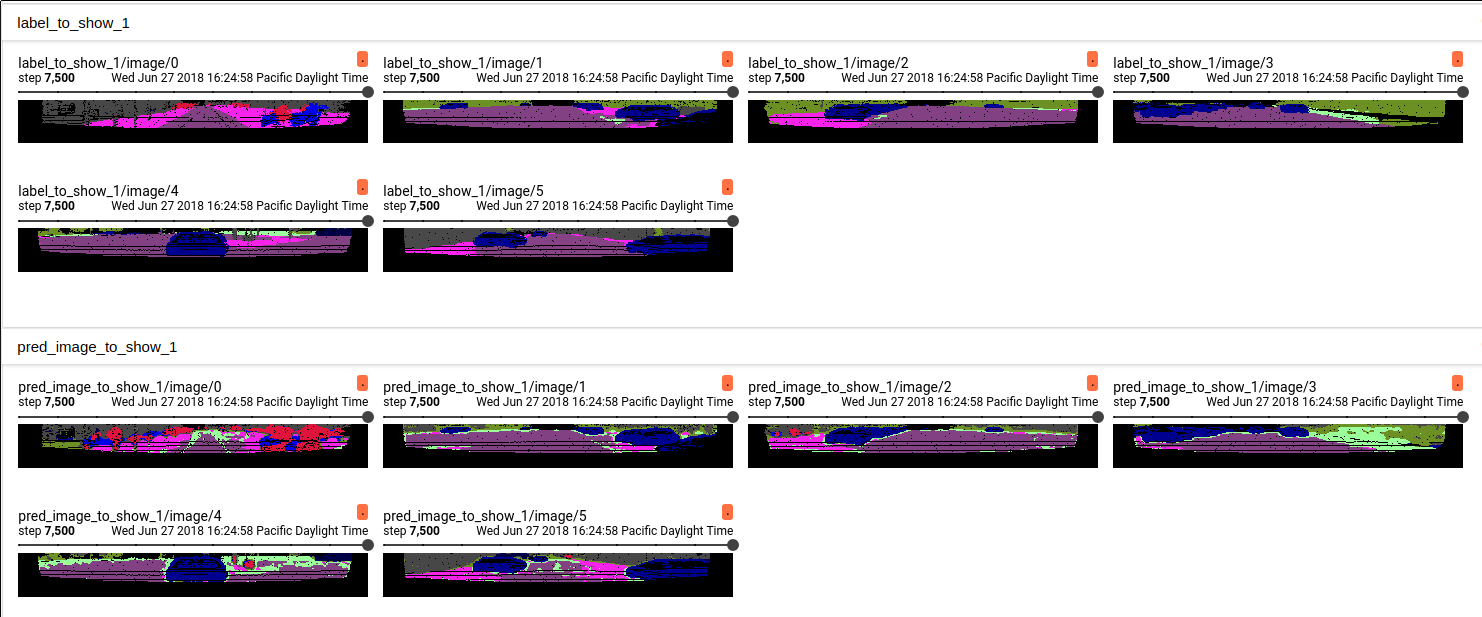 label_to_show_1
label_to_show_1/image/0
step 7,500 Wed Jun 27 2018 16:24:58 Pacific Daylight Time
label_to_show_1/image/1
step 7,500 Wed Jun 27 2018 16:24:58 Pacific Daylight Time
label_to_show_1/image/2
step 7,500 Wed Jun 27 2018 16:24:58 Pacific Daylight Time
label_to_show_1/image/3
step 7,500 Wed Jun 27 2018 16:24:58 Pacific Daylight Time
label_to_show_1/image/4
step 7,500 Wed Jun 27 2018 16:24:58 Pacific Daylight Time
label_to_show_1/image/5
step 7,500 Wed Jun 27 2018 16:24:58 Pacific Daylight Time
pred_image_to_show_1
pred_image_to_show_1/image/0
step 7,500 Wed Jun 27 2018 16:24:58 Pacific Daylight Time
pred_image_to_show_1/image/1
step 7,500 Wed Jun 27 2018 16:24:58 Pacific Daylight Time
pred_image_to_show_1/image/2
step 7,500 Wed Jun 27 2018 16:24:58 Pacific Daylight Time
pred_image_to_show_1/image/3
step 7,500 Wed Jun 27 2018 16:24:58 Pacific Daylight Time
pred_image_to_show_1/image/4
step 7,500 Wed Jun 27 2018 16:24:58 Pacific Daylight Time
pred_image_to_show_1/image/5
step 7,500 Wed Jun 27 2018 16:24:58 Pacific Daylight Time